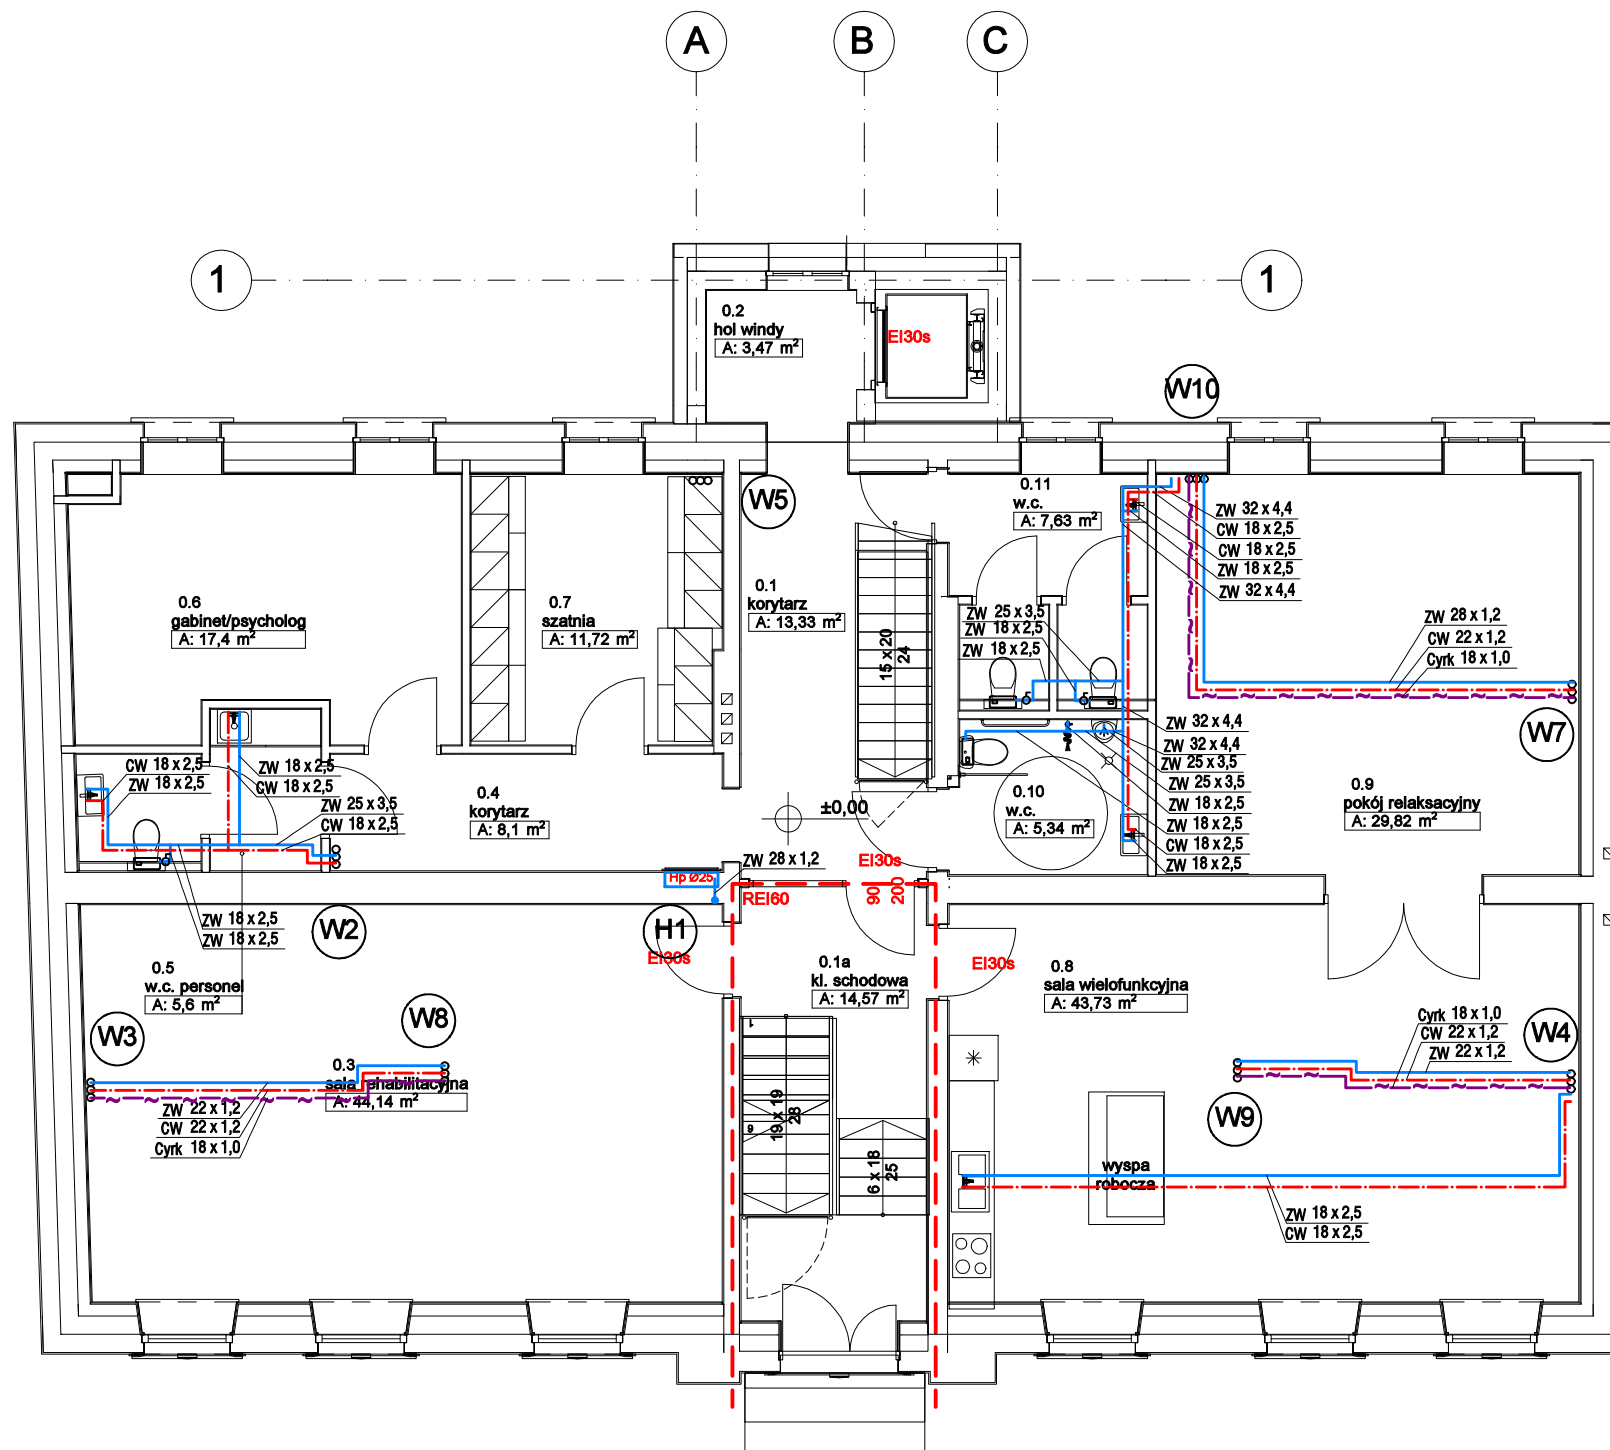 A
B
C
1
1
0.2
hol windy
A: 3,47 m²
EI30s
W10
W5
0.11
w.c.
A: 7,63 m²
ZW 32 x 4,4
CW 18 x 2,5
CW 18 x 2,5
ZW 18 x 2,5
ZW 32 x 4,4
0.6
gabinet/psycholog
A: 17,4 m²
0.7
szatnia
A: 11,72 m²
0.1
korytarz
A: 13,33 m²
15 x 20
24
ZW 25 x 3,5
ZW 18 x 2,5
ZW 18 x 2,5
ZW 28 x 1,2
CW 22 x 1,2
Cyrk 18 x 1,0
W7
ZW 32 x 4,4
ZW 32 x 4,4
ZW 25 x 3,5
ZW 25 x 3,5
ZW 18 x 2,5
ZW 18 x 2,5
CW 18 x 2,5
ZW 18 x 2,5
CW 18 x 2,5
ZW 18 x 2,5
ZW 18 x 2,5
CW 18 x 2,5
ZW 25 x 3,5
CW 18 x 2,5
0.4
korytarz
A: 8,1 m²
±0,00
0.10
w.c.
A: 5,34 m²
0.9
pokój relaksacyjny
A: 29,82 m²
ZW 28 x 1,2
Hp Ø25
EI30s
REI60
90
200
ZW 18 x 2,5
ZW 18 x 2,5
W2
H1
EI30s
EI30s
0.5
w.c. personel
A: 5,6 m²
0.1a
kl. schodowa
A: 14,57 m²
0.8
sala wielofunkcyjna
A: 43,73 m²
W3
W8
Cyrk 18 x 1,0
CW 22 x 1,2
ZW 22 x 1,2
W4
0.3
sala rehabilitacyjna
A: 44,14 m²
ZW 22 x 1,2
CW 22 x 1,2
Cyrk 18 x 1,0
1
6
19 x 19
28
6 x 18
25
W9
wyspa
robocza
ZW 18 x 2,5
CW 18 x 2,5